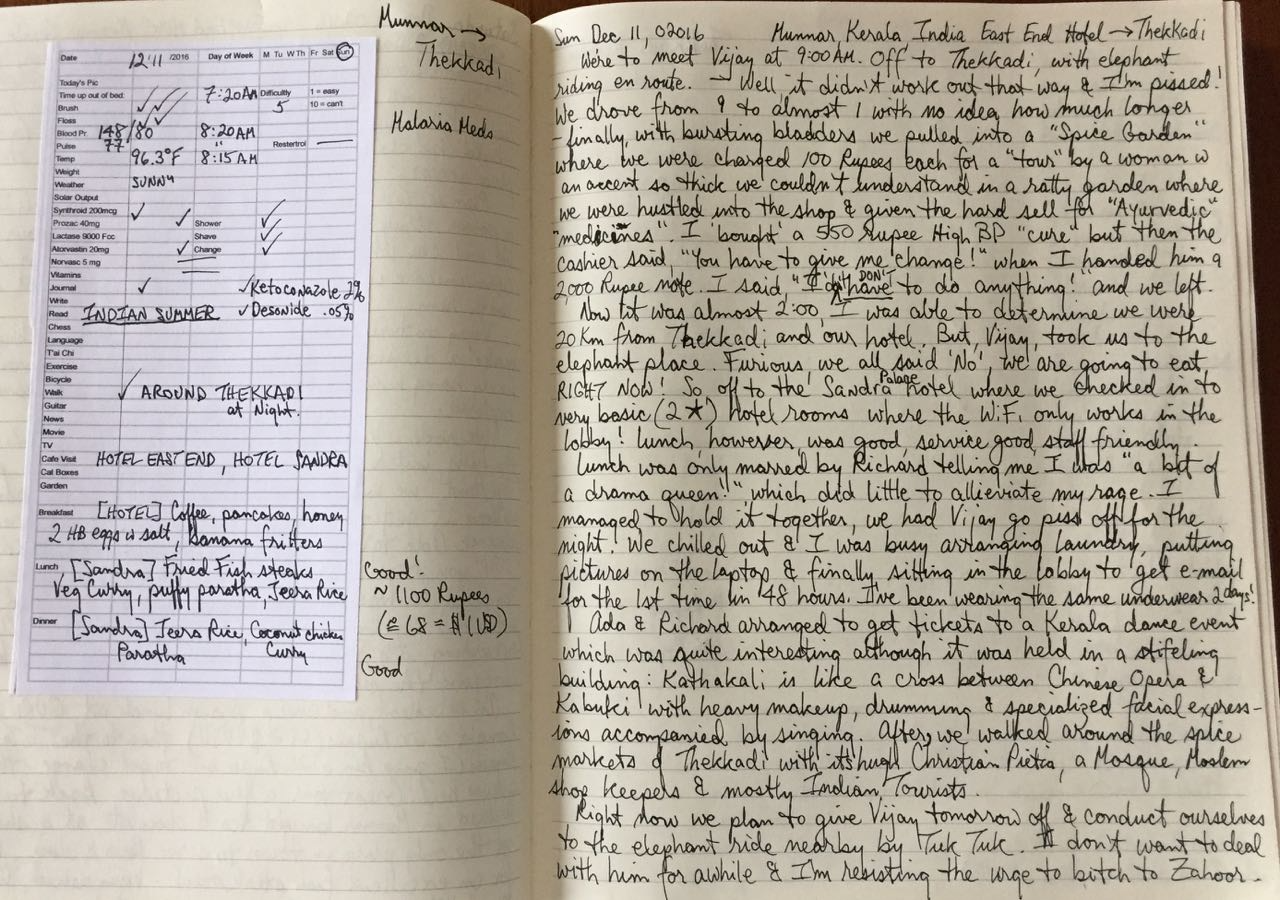 Munnar →
Thekkadi
Malaria Meds
Date 12/11 /2016 Day of Week M Tu W Th Fr Sat Sun
Today's Pic
Time up out of bed: 7:20AM Difficulty 1 = easy
Brush ✓✓ 5 10 = can't
Floss ✓✓
Blood Pr. 148/80 8:20AM
Pulse 77 " Restertrol
Temp 96.3°F 8:15 AM
Weight
Weather SUNNY
Solar Output
Synthroid 200mcg ✓
Prozac 40mg ✓ Shower ✓
Lactase 9000 Fcc Shave ✓
Atorvastin 20mg ✓ Change ✓
Norvasc 5 mg
Vitamins
Journal ✓ ✓Ketoconazole 2%
Write
Read INDIAN SUMMER ✓ Desonide .05%
Chess
Language
T'ai Chi
Exercise
Bicycle
Walk ✓ AROUND THEKKADI
Guitar at Night.
News
Movie
TV
Cafe Visit HOTEL EAST END, HOTEL SANDRA
Cal Boxes
Garden
Breakfast [HOTEL] Coffee, pancakes, honey
2 HB eggs w salt, banana fritters
Lunch [Sandra] Fried Fish steaks
Veg Curry, puffy paratha, Jeera Rice
Dinner [Sandra] Jeera Rice, Coconut chicken
Paratha Curry
Good!
~ 1100 Rupees
(@ 68 = $ 11)
Good
Sun Dec 11, 02016 Munnar Kerala India East End Hotel → Thekkadi
We're to meet Vijay at 9:00AM. Off to Thekkadi, with elephant
riding en route. → Well, it didn't work out that way & I'm pissed!
We drove from 9 to almost 1 with no idea how much longer
- finally, with bursting bladders we pulled into a "Spice Garden"
where we were charged 100 Rupees each for a "tour" by a woman w
an accent so thick we couldn't understand in a ratty garden where
we were hustled into the shop & given the hard sell for "Ayurvedic"
"medicines". I 'bought' a 550 Rupee High BP "cure" but then the
cashier said, "You have to give me change!" when I handed him a
2,000 Rupee note. I said "I DON'T have to do anything!" and we left.
Now tit was almost 2:00, I was able to determine we were
20 Km from Thekkadi and our hotel. But, Vijay, took us to the
elephant place. Furious, we all said 'No', we are going to eat
RIGHT NOW! So, off to the Sandra Palace hotel where we checked in to
very basic (2 ★) hotel rooms where the WiFi only works in the
lobby! lunch, howerver, was good, service good, staff friendly.
Lunch was only marred by Richard telling me I was "a bit of
a drama queen!" which did little to allieviate my rage. I
managed to hold it together, we had Vijay go piss off for the
night. We chilled out & I was busy arranging laundry, putting
pictures on the laptop & finally sitting in the lobby to get e-mail
for the 1st time in 48 hours. I've been wearing the same underwear 2 days!
Ada & Richard arranged to get tickets to a Kerala dance event
which was quite interesting although it was held in a stifeling
building: Kathakali is like a cross between Chinese Opera &
Kabuki with heavy makeup, drumming & specialized facial express-
ions accompanied by singing. After, we walked around the spice
markets of Thekkadi with it's hugh Christian Pieta, a Mosque, Moslem
shop keepers & mostly Indian Tourists.
Right now we plan to give Vijay tomorrow off & conduct ourselves
to the elephant ride nearby by Tuk Tuk. I don't want to deal
with him for awhile & I'm resisting the urge to bitch to Zahoor.